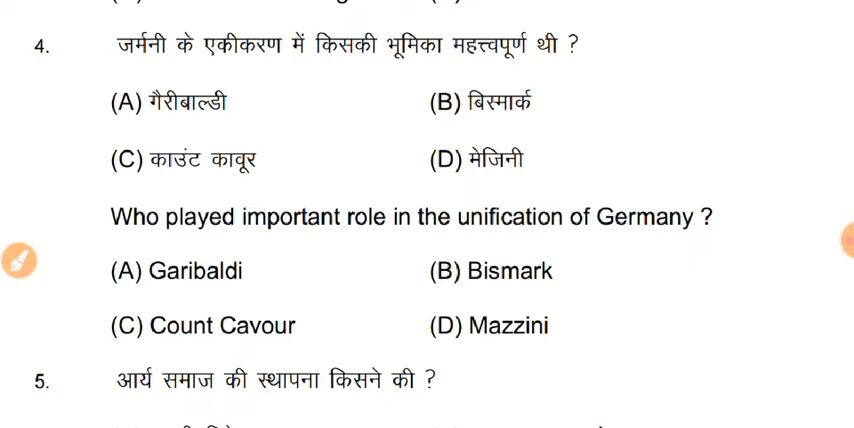 4. जर्मनी के एकीकरण में किसकी भूमिका महत्त्वपूर्ण थी ?
(A) गैरीबाल्डी (B) बिस्मार्क
(C) काउंट कावूर (D) मेजिनी
Who played important role in the unification of Germany ?
(A) Garibaldi (B) Bismark
(C) Count Cavour (D) Mazzini
5. आर्य समाज की स्थापना किसने की ?